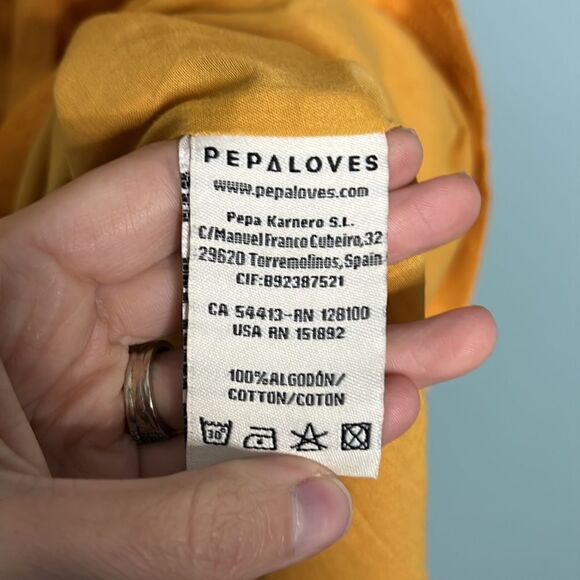 PEPALOVES
www.pepaloves.com
Pepa Karnero S.L.
C/Manuel Franco Cubeiro,32
29620 Torremolinos,Spain
CIF:B92387521
CA 54413-RN 128100
USA RN 151892
100%ALGODÓN/
COTTON/COTON
30°